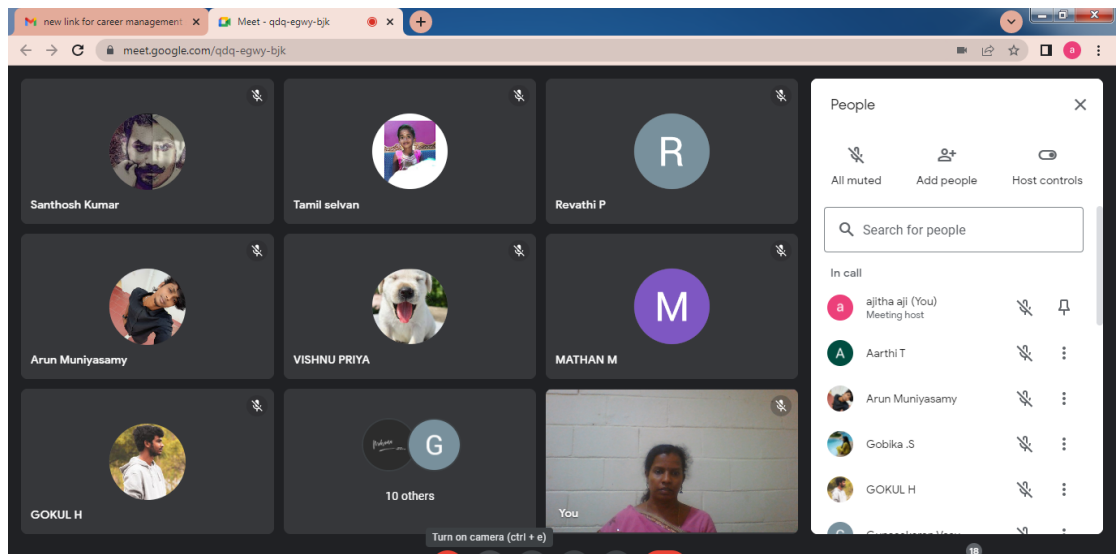 new link for career management
Meet - qdq-egwy-bjk
meet.google.com/qdq-egwy-bjk
a
Santhosh Kumar
Tamil selvan
R
Revathi P
Arun Muniyasamy
VISHNU PRIYA
M
MATHAN M
GOKUL H
G
10 others
You
Turn on camera (ctrl + e)
People
All muted
Add people
Host controls
Search for people
In call
a
ajitha aji (You)
Meeting host
A
Aarthi T
Arun Muniyasamy
Gobika .S
GOKUL H
18